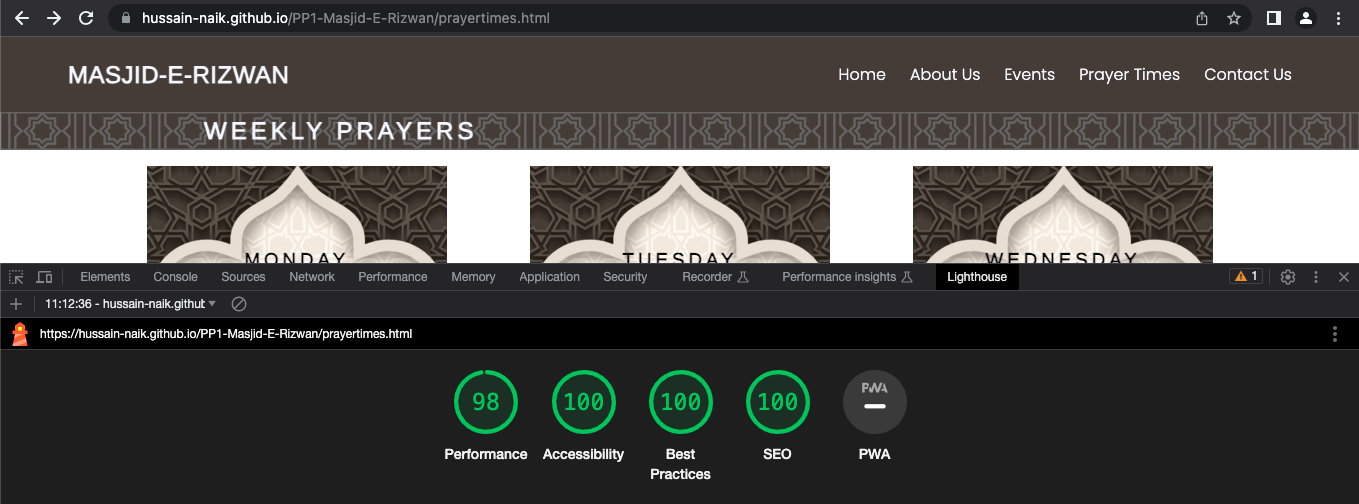 hussain-naik.github.io/PP1-Masjid-E-Rizwan/prayertimes.html
MASJID-E-RIZWAN
Home About Us Events Prayer Times Contact Us
WEEKLY PRAYERS
MONDAY TUESDAY WEDNESDAY
Elements Console Sources Network Performance Memory Application Security Recorder Performance insights Lighthouse 1
11:12:36 - hussain-naik.githut
https://hussain-naik.github.io/PP1-Masjid-E-Rizwan/prayertimes.html
98 100 100 100 PWA
Performance Accessibility Best Practices SEO PWA